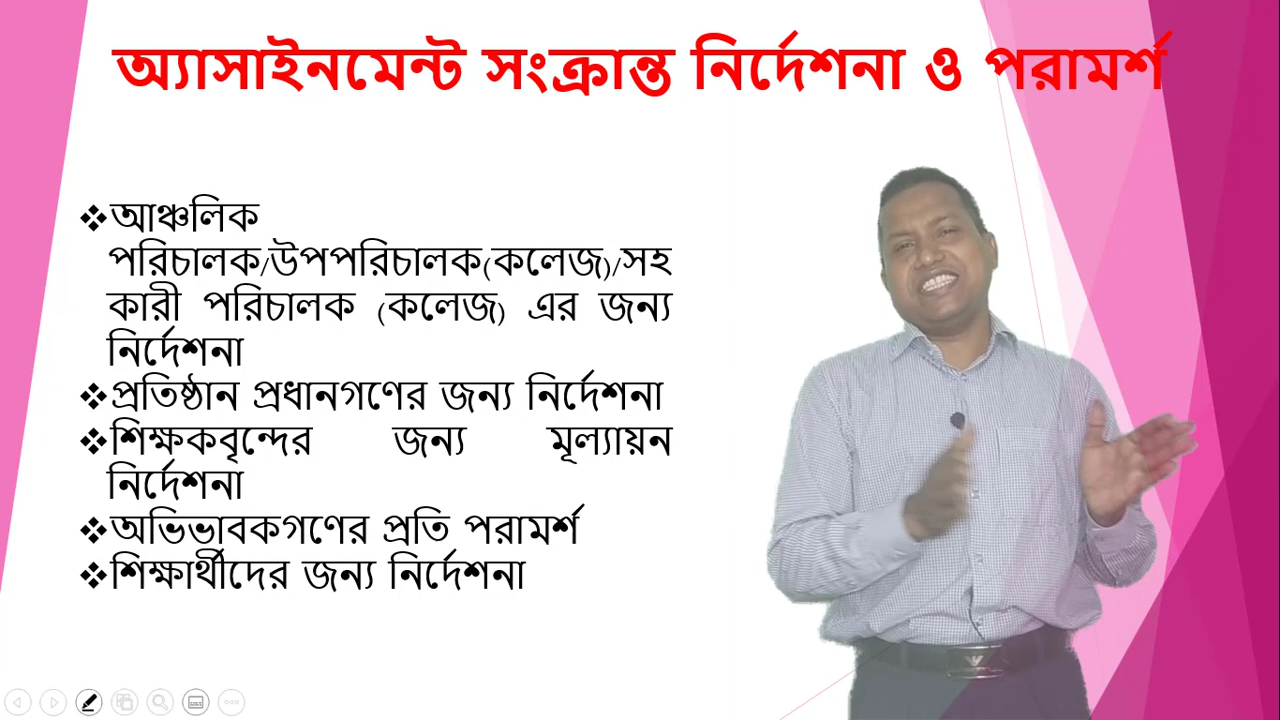 অ্যাসাইনমেন্ট সংক্রান্ত নির্দেশনা ও পরামর্শ
❖আঞ্চলিক
পরিচালক/উপপরিচালক(কলেজ)/সহ
কারী পরিচালক (কলেজ) এর জন্য
নির্দেশনা
❖প্রতিষ্ঠান প্রধানগণের জন্য নির্দেশনা
❖শিক্ষকবৃন্দের জন্য মূল্যায়ন
নির্দেশনা
❖অভিভাবকগণের প্রতি পরামর্শ
❖শিক্ষার্থীদের জন্য নির্দেশনা